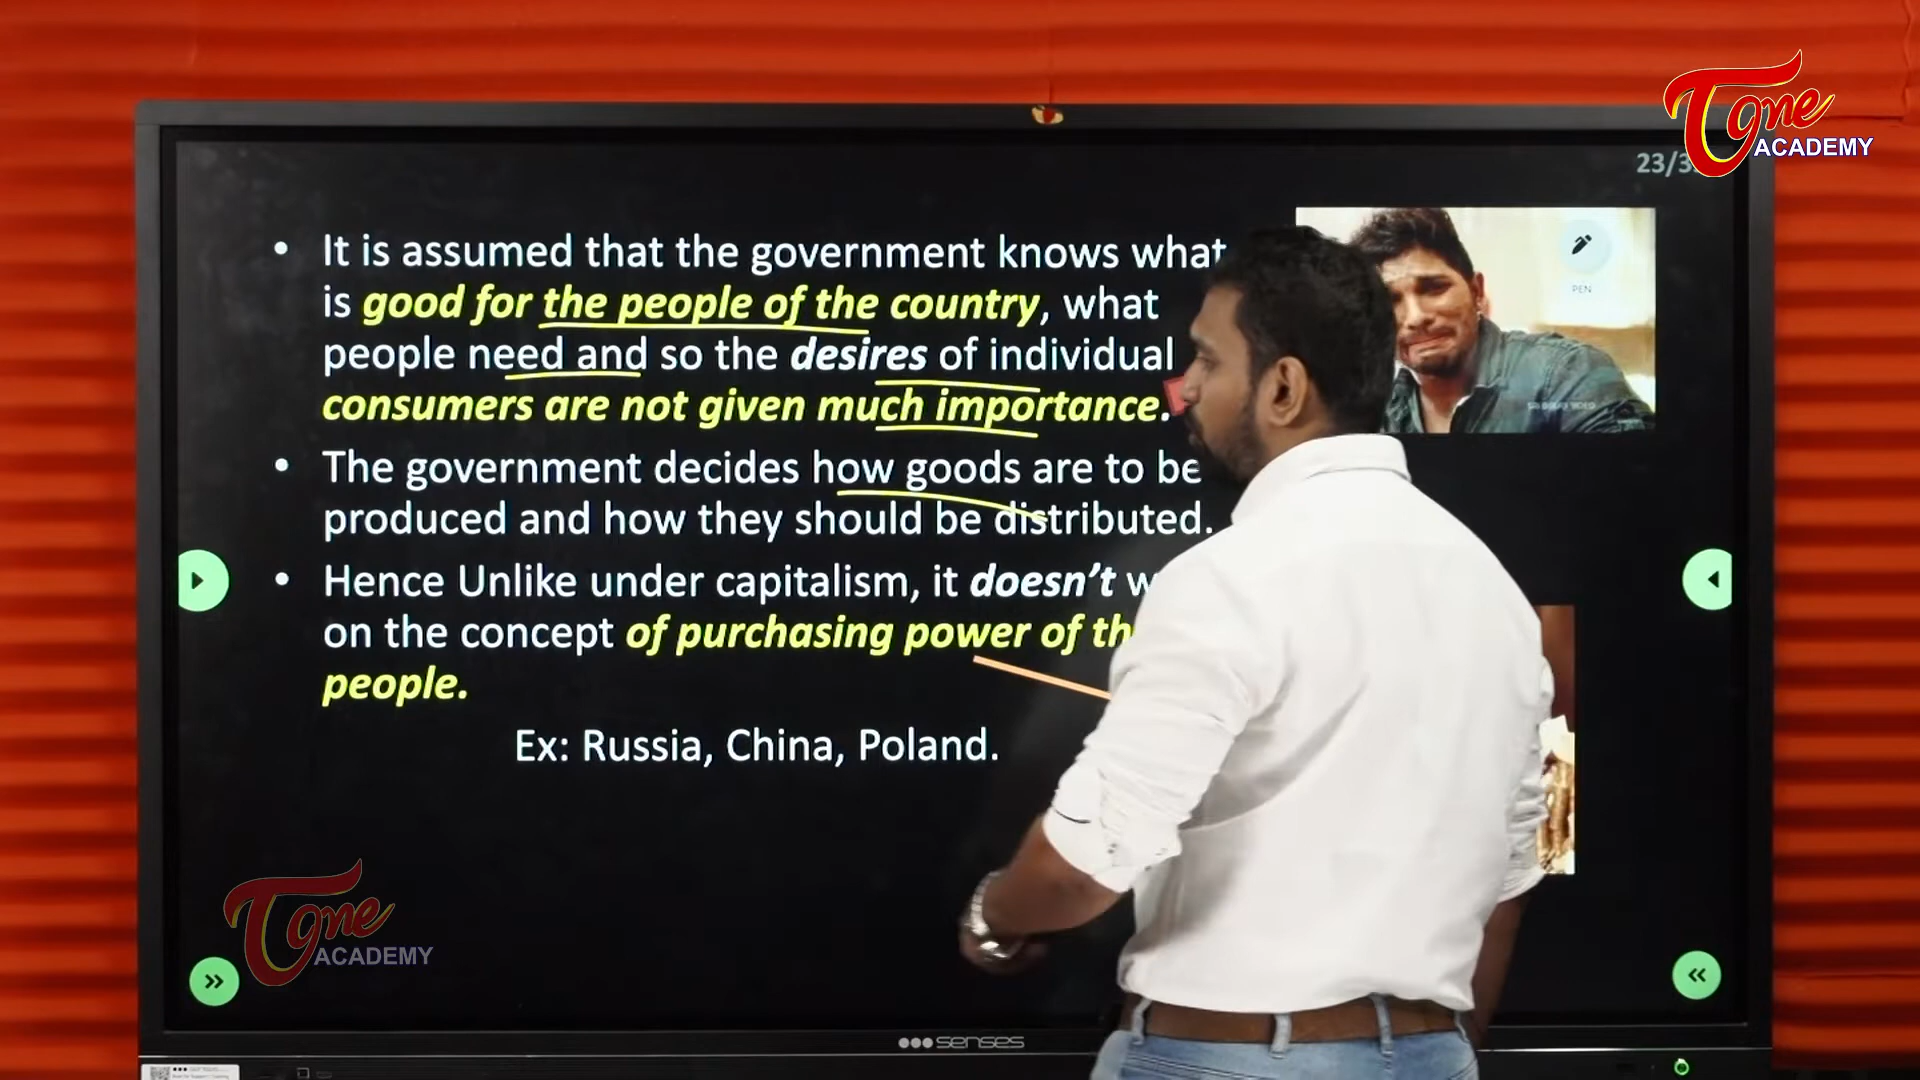 Tone
ACADEMY
• It is assumed that the government knows what
is good for the people of the country, what
people need and so the desires of individual
consumers are not given much importance.
• The government decides how goods are to be
produced and how they should be distributed.
• Hence Unlike under capitalism, it doesn't
on the concept of purchasing power of
people.
Ex: Russia, China, Poland.
PEN
Tone
ACADEMY
senses